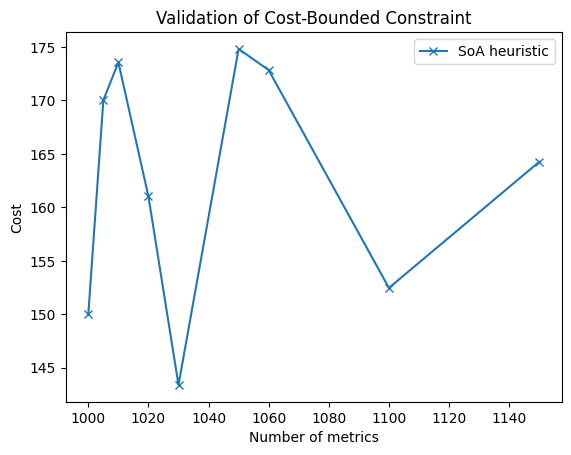 Validation of Cost-Bounded Constraint
SoA heuristic
175
170
165
160
155
150
145
Cost
1000 1020 1040 1060 1080 1100 1120 1140
Number of metrics